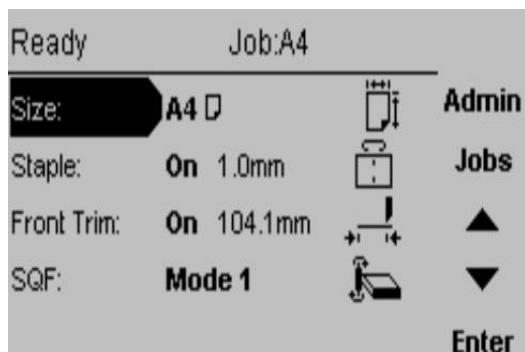 Ready Job:A4
Size: A4 Admin
Staple: On 1.0mm Jobs
Front Trim: On 104.1mm
SQF: Mode 1
Enter